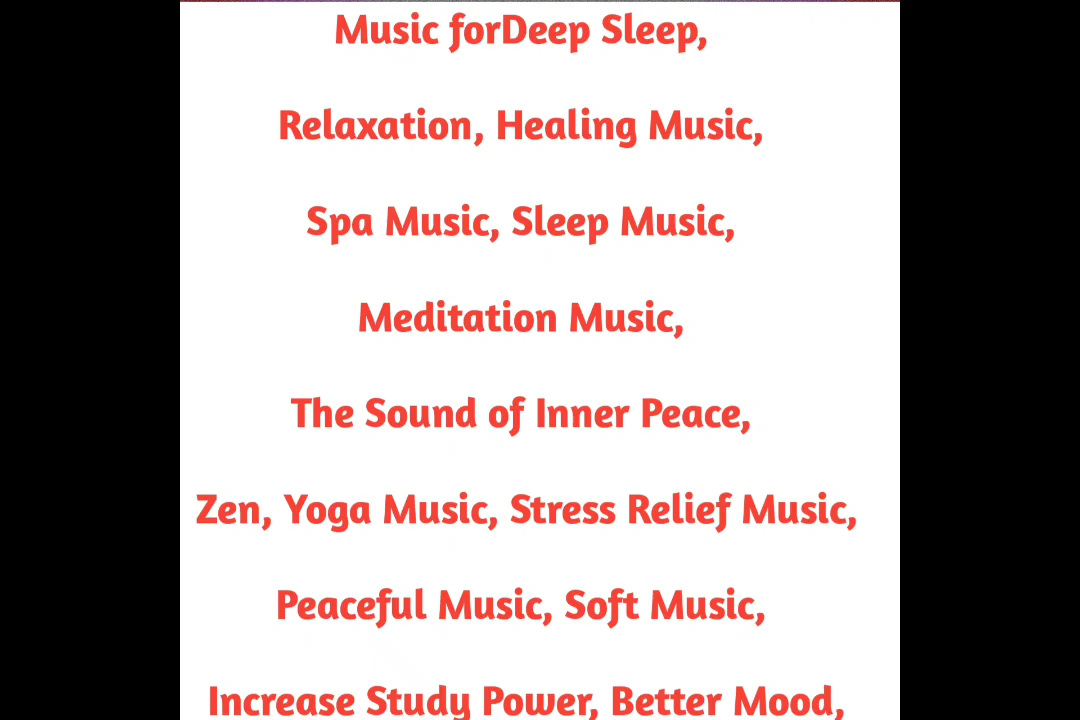 Music forDeep Sleep,
Relaxation, Healing Music,
Spa Music, Sleep Music,
Meditation Music,
The Sound of Inner Peace,
Zen, Yoga Music, Stress Relief Music,
Peaceful Music, Soft Music,
Increase Study Power, Better Mood,